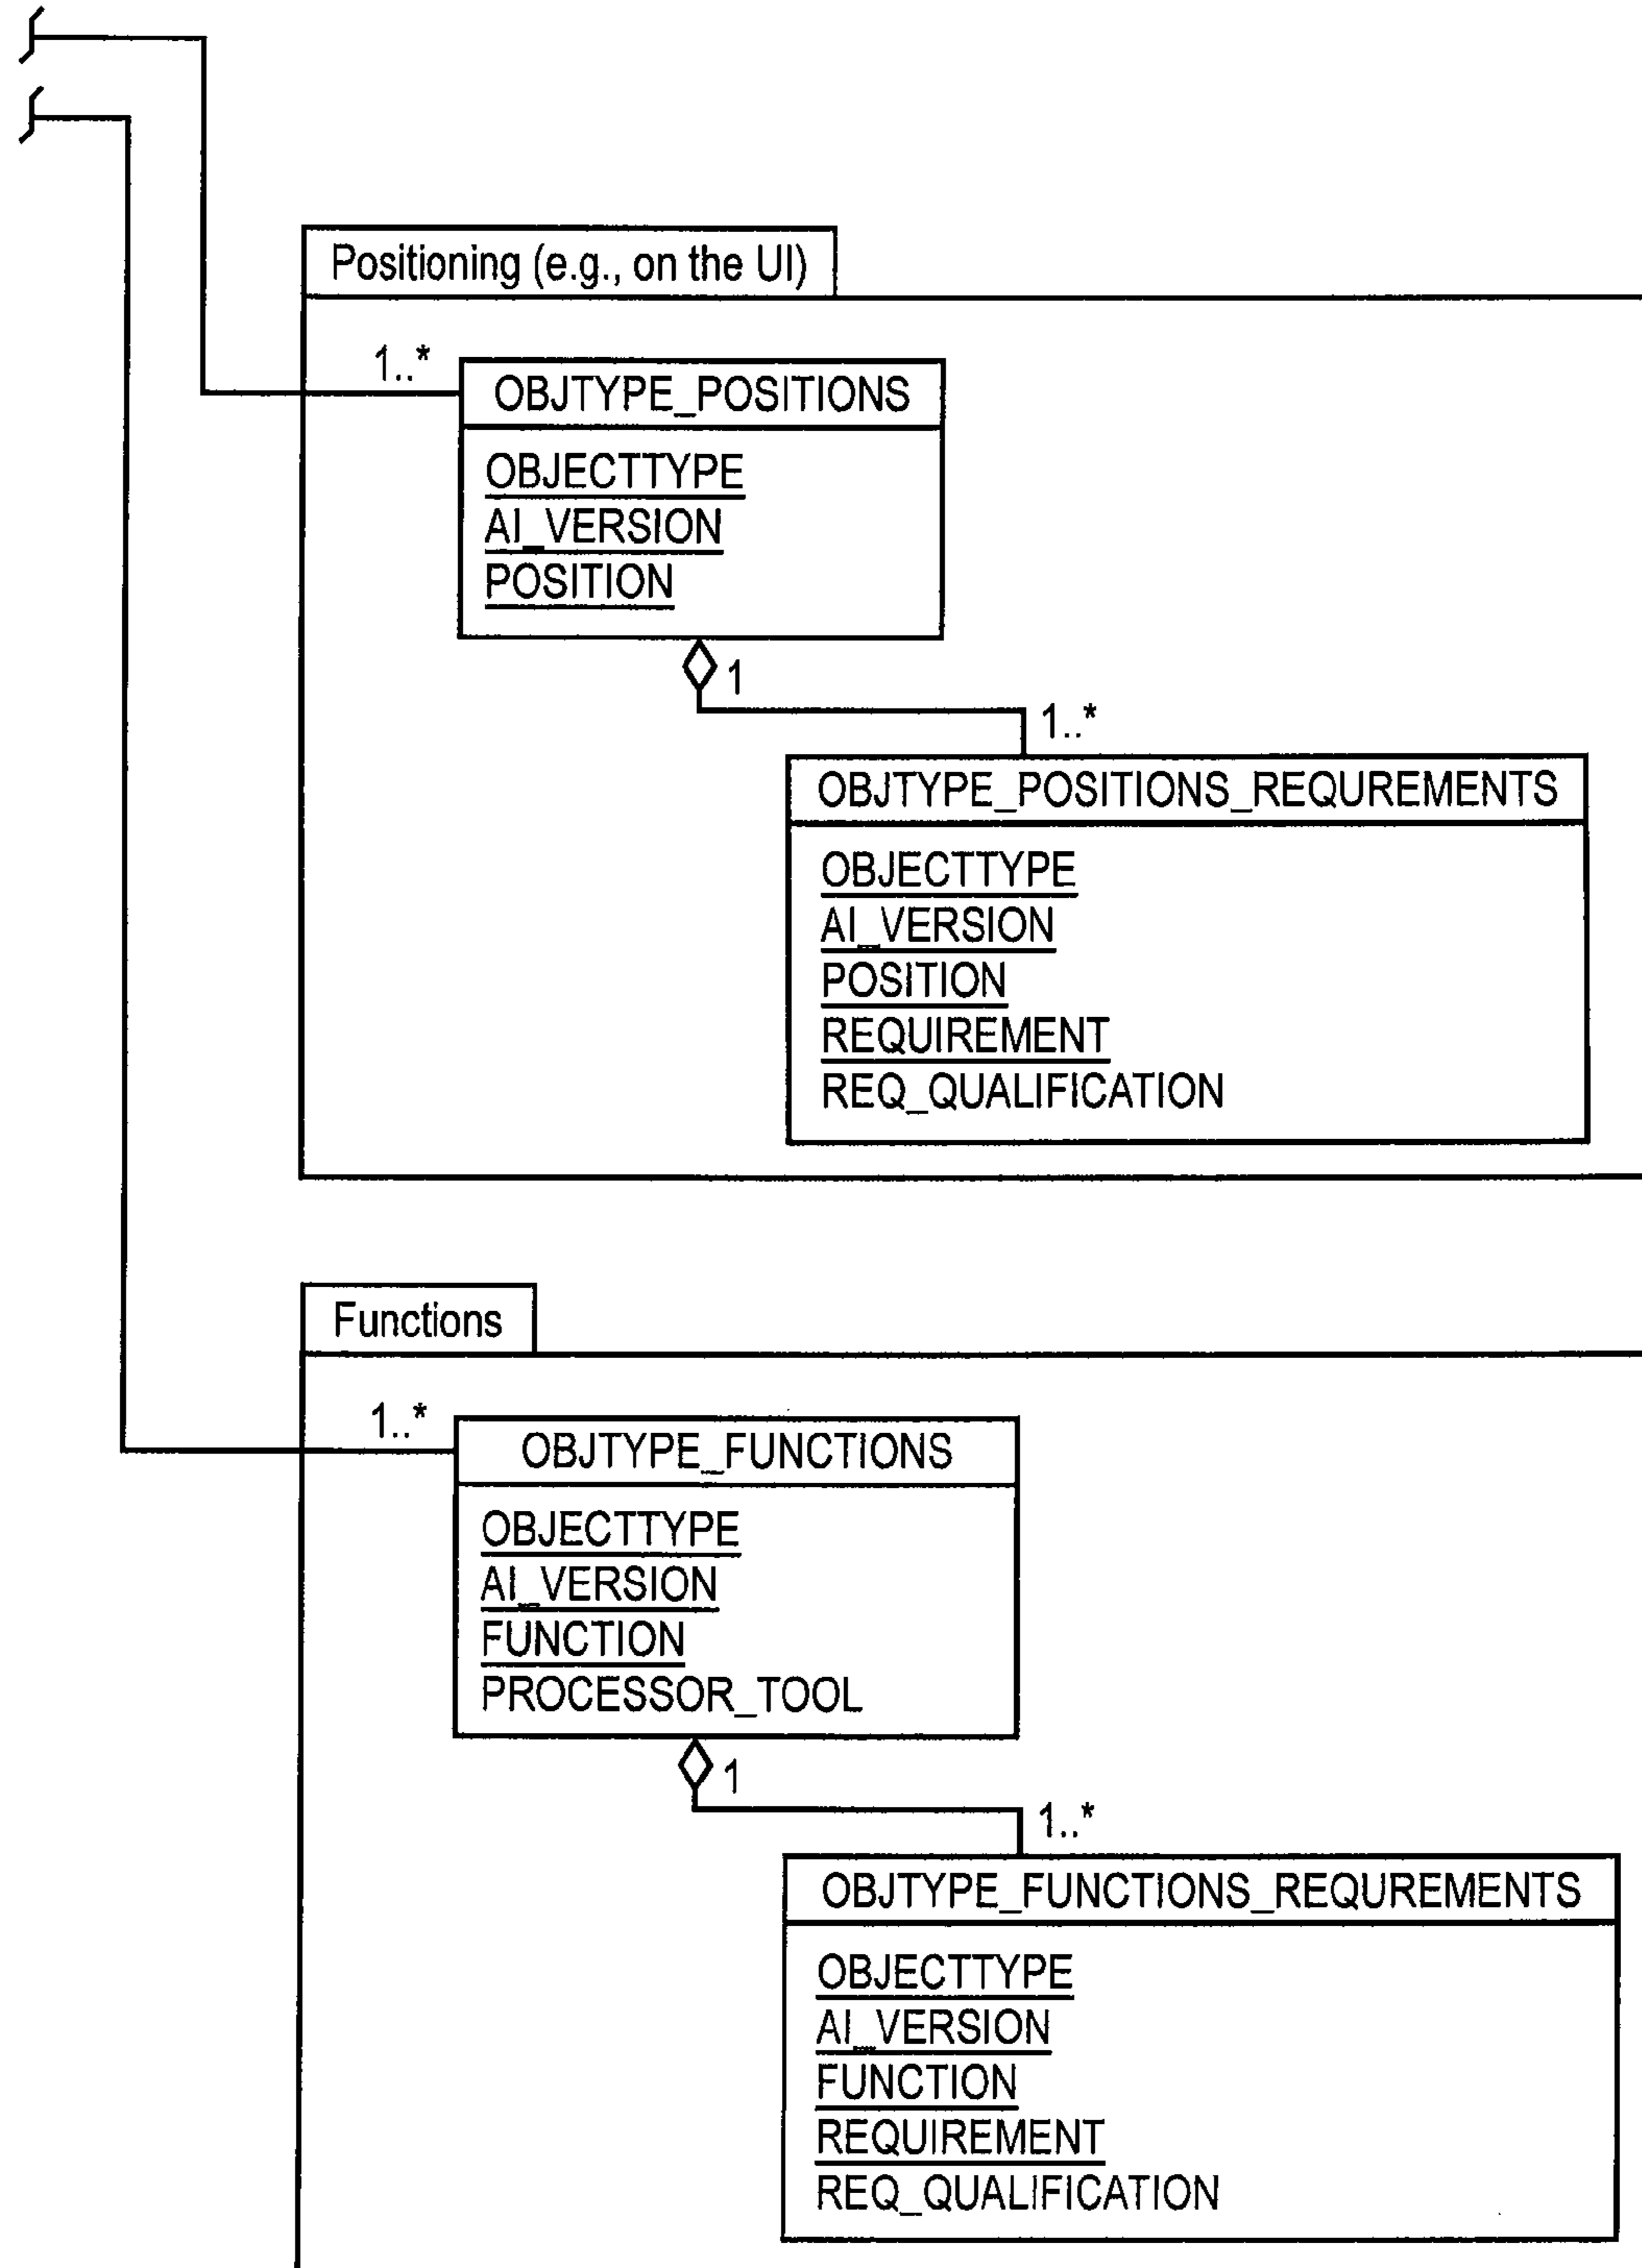 Positioning (e.g., on the UI)
1..*
OBJTYPE_POSITIONS
OBJECTTYPE
AI_VERSION
POSITION
1
1..*
OBJTYPE_POSITIONS_REQUREMENTS
OBJECTTYPE
AI_VERSION
POSITION
REQUIREMENT
REQ_QUALIFICATION
Functions
1..*
OBJTYPE_FUNCTIONS
OBJECTTYPE
AI_VERSION
FUNCTION
PROCESSOR_TOOL
1
1..*
OBJTYPE_FUNCTIONS_REQUREMENTS
OBJECTTYPE
AI_VERSION
FUNCTION
REQUIREMENT
REQ_QUALIFICATION